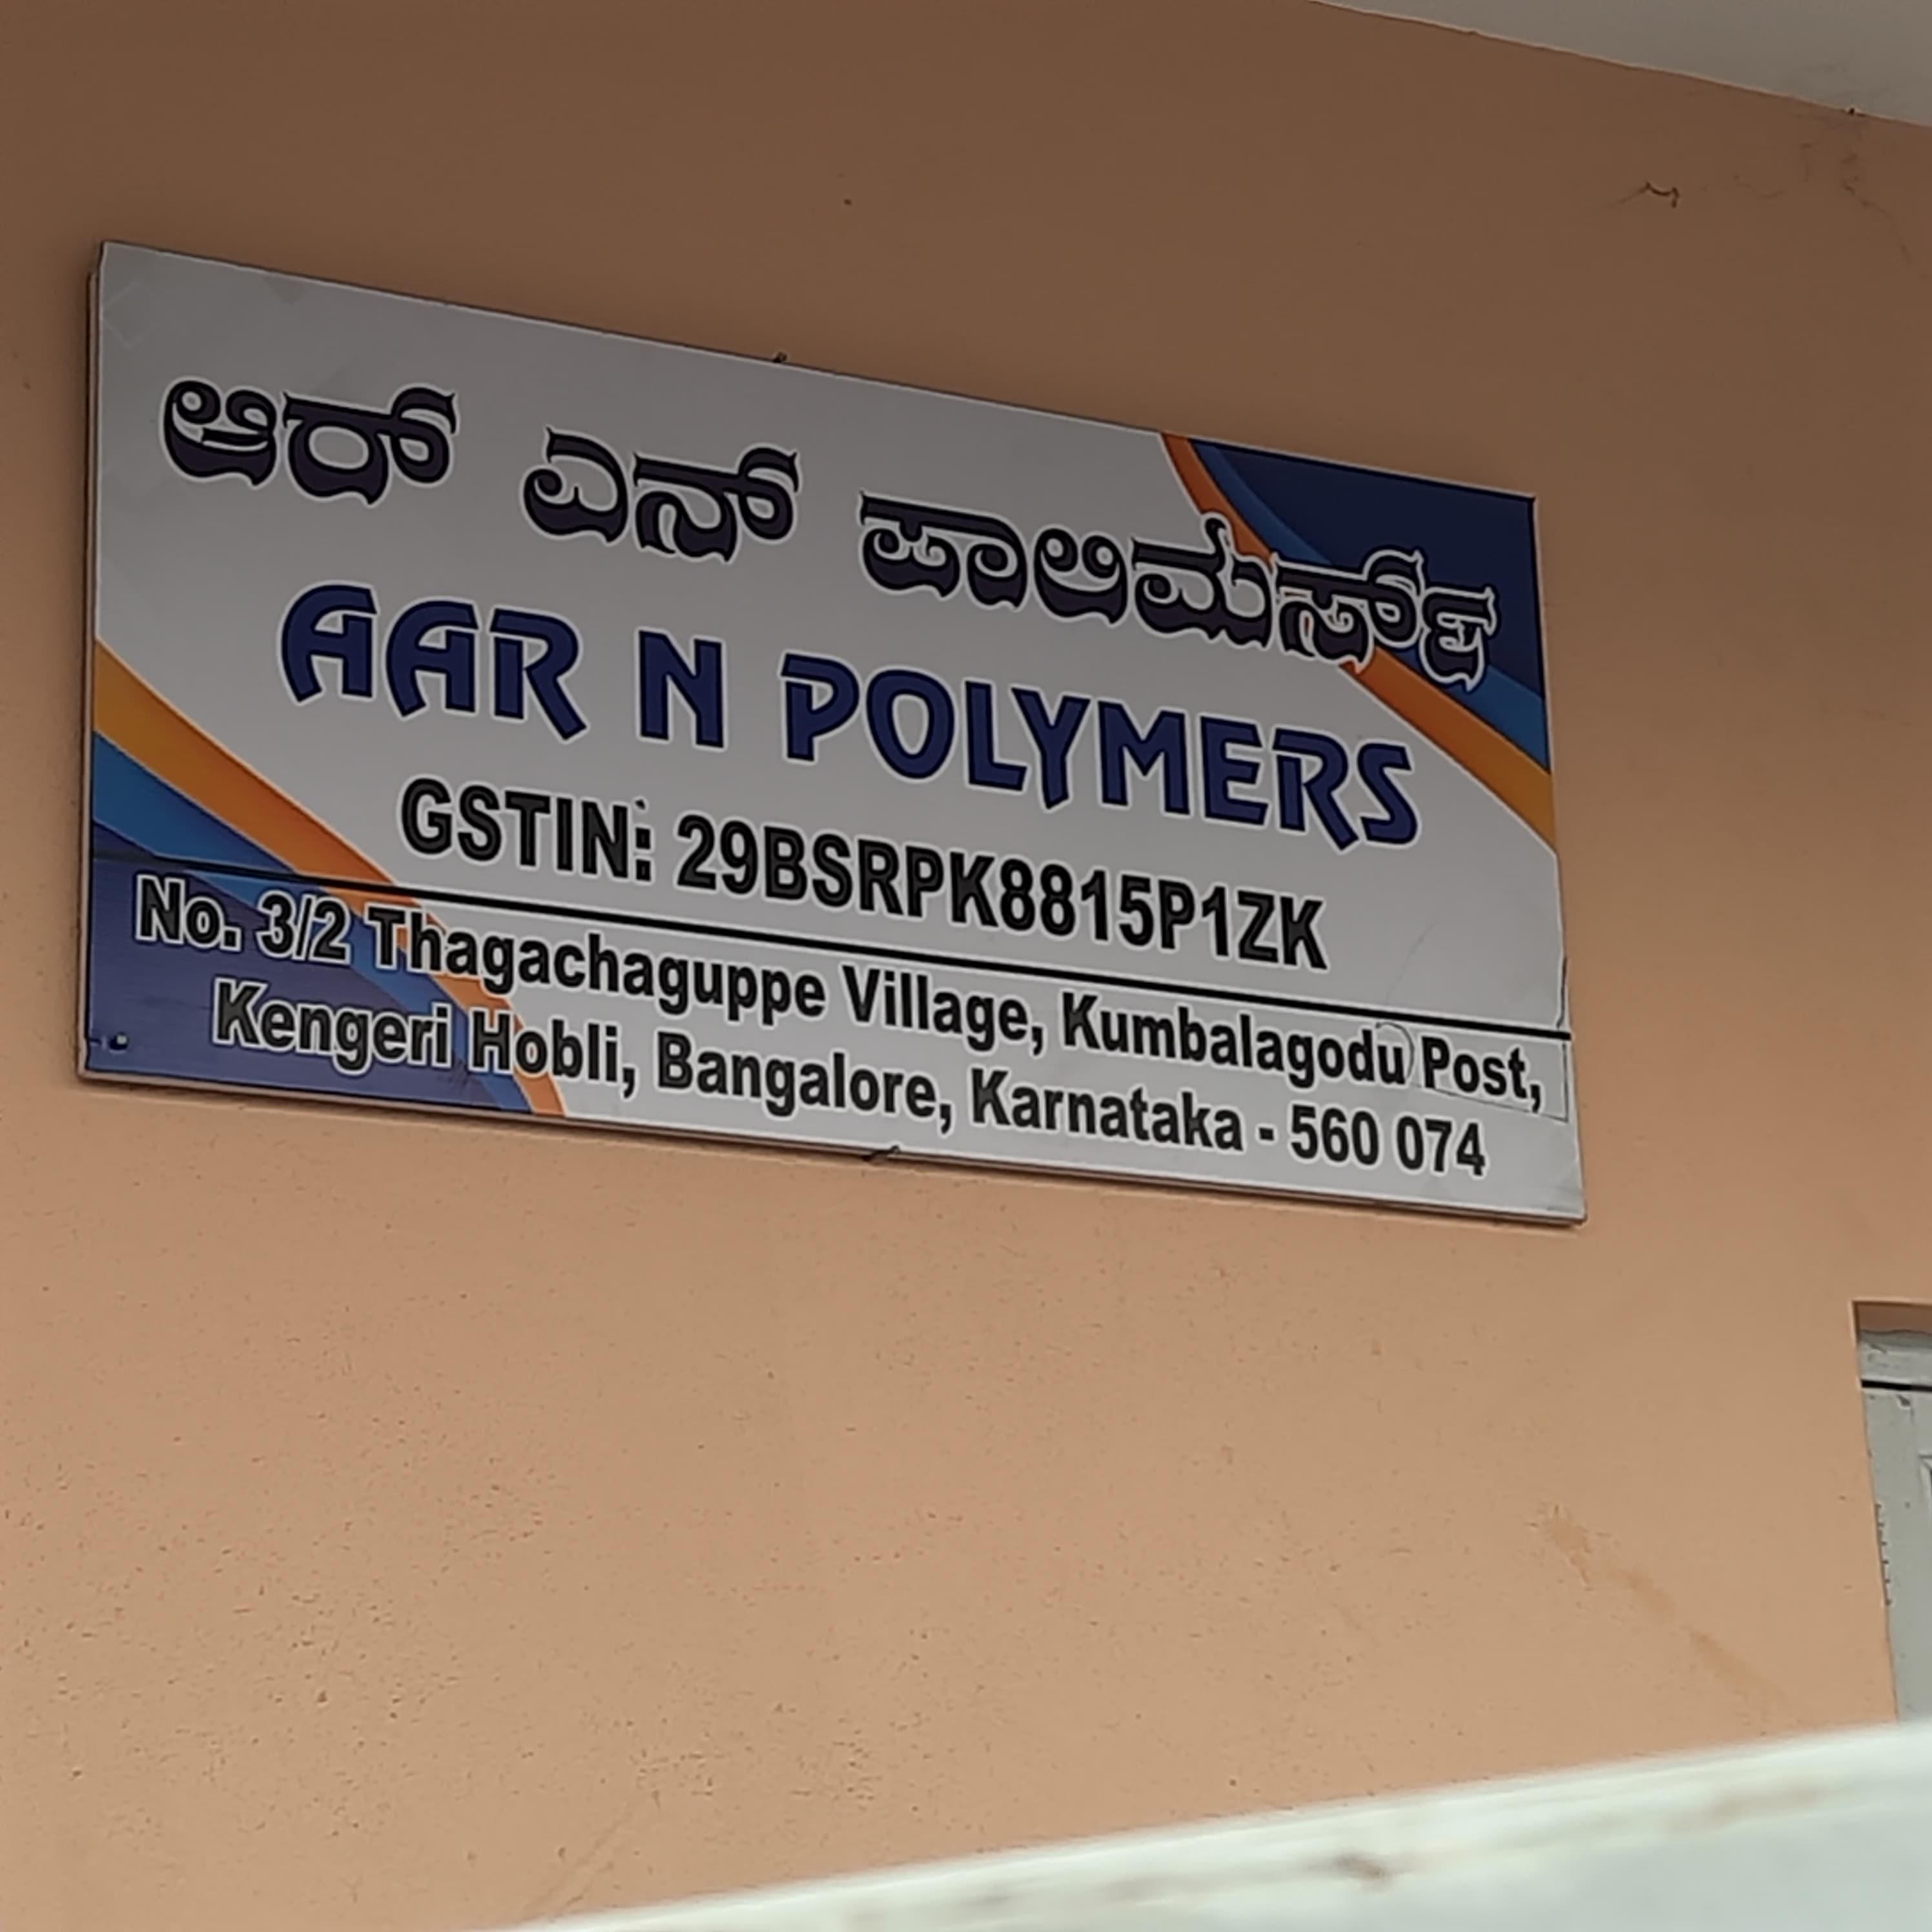 ಆರ್ ಎನ್ ಪಾಲಿಮರ್ಸ್
AAR N POLYMERS
GSTIN: 29BSRPK8815P1ZK
No. 3/2 Thagachaguppe Village, Kumbalagodu Post,
Kengeri Hobli, Bangalore, Karnataka - 560 074